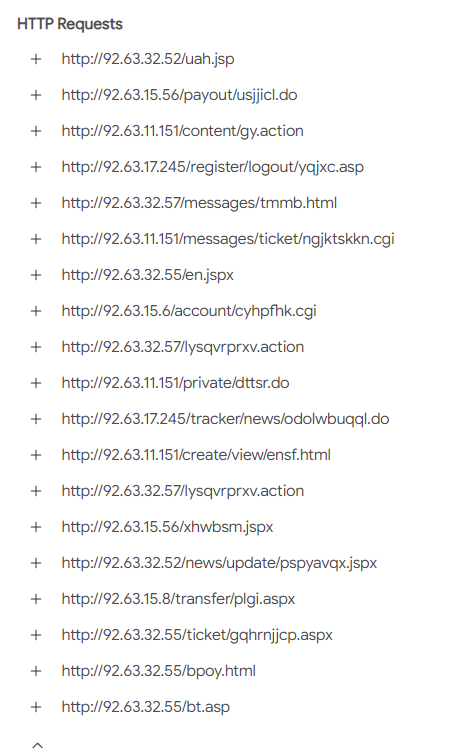 HTTP Requests
+ http://92.63.32.52/uah.jsp
+ http://92.63.15.56/payout/usjjicl.do
+ http://92.63.11.151/content/gy.action
+ http://92.63.17.245/register/logout/yqjxc.asp
+ http://92.63.32.57/messages/tmmb.html
+ http://92.63.11.151/messages/ticket/ngjktskkn.cgi
+ http://92.63.32.55/en.jspx
+ http://92.63.15.6/account/cyhpfhk.cgi
+ http://92.63.32.57/lysqvrprxv.action
+ http://92.63.11.151/private/dttsr.do
+ http://92.63.17.245/tracker/news/odolwbuqql.do
+ http://92.63.11.151/create/view/ensf.html
+ http://92.63.32.57/lysqvrprxv.action
+ http://92.63.15.56/xhwbsm.jspx
+ http://92.63.32.52/news/update/pspyavqx.jspx
+ http://92.63.15.8/transfer/plgi.aspx
+ http://92.63.32.55/ticket/gqhrnjjcp.aspx
+ http://92.63.32.55/bpoy.html
+ http://92.63.32.55/bt.asp